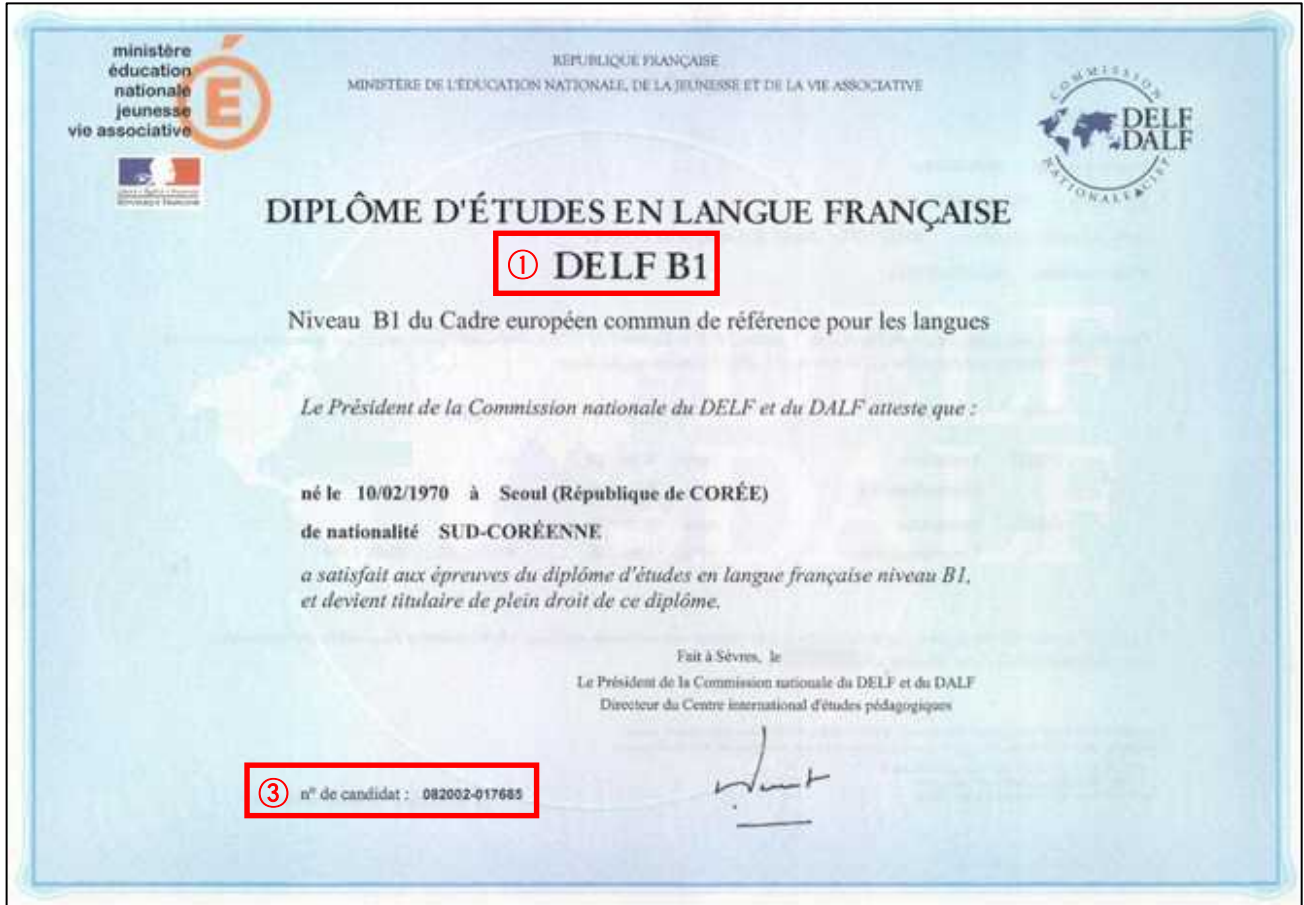 ministère
éducation
nationale
jeunesse
vie associative
É
RÉPUBLIQUE FRANÇAISE
MINISTÈRE DE L'ÉDUCATION NATIONALE, DE LA JEUNESSE ET DE LA VIE ASSOCIATIVE
COMMISSION
DELF
DALF
NATIONALE
DIPLÔME D'ÉTUDES EN LANGUE FRANÇAISE
① DELF B1
Niveau B1 du Cadre européen commun de référence pour les langues
Le Président de la Commission nationale du DELF et du DALF atteste que :
né le 10/02/1970 à Seoul (République de CORÉE)
de nationalité SUD-CORÉENNE
a satisfait aux épreuves du diplôme d'études en langue française niveau B1,
et devient titulaire de plein droit de ce diplôme.
Fait à Sèvres, le
Le Président de la Commission nationale du DELF et du DALF
Directeur du Centre international d'études pédagogiques
③ n° de candidat : 082002-017685